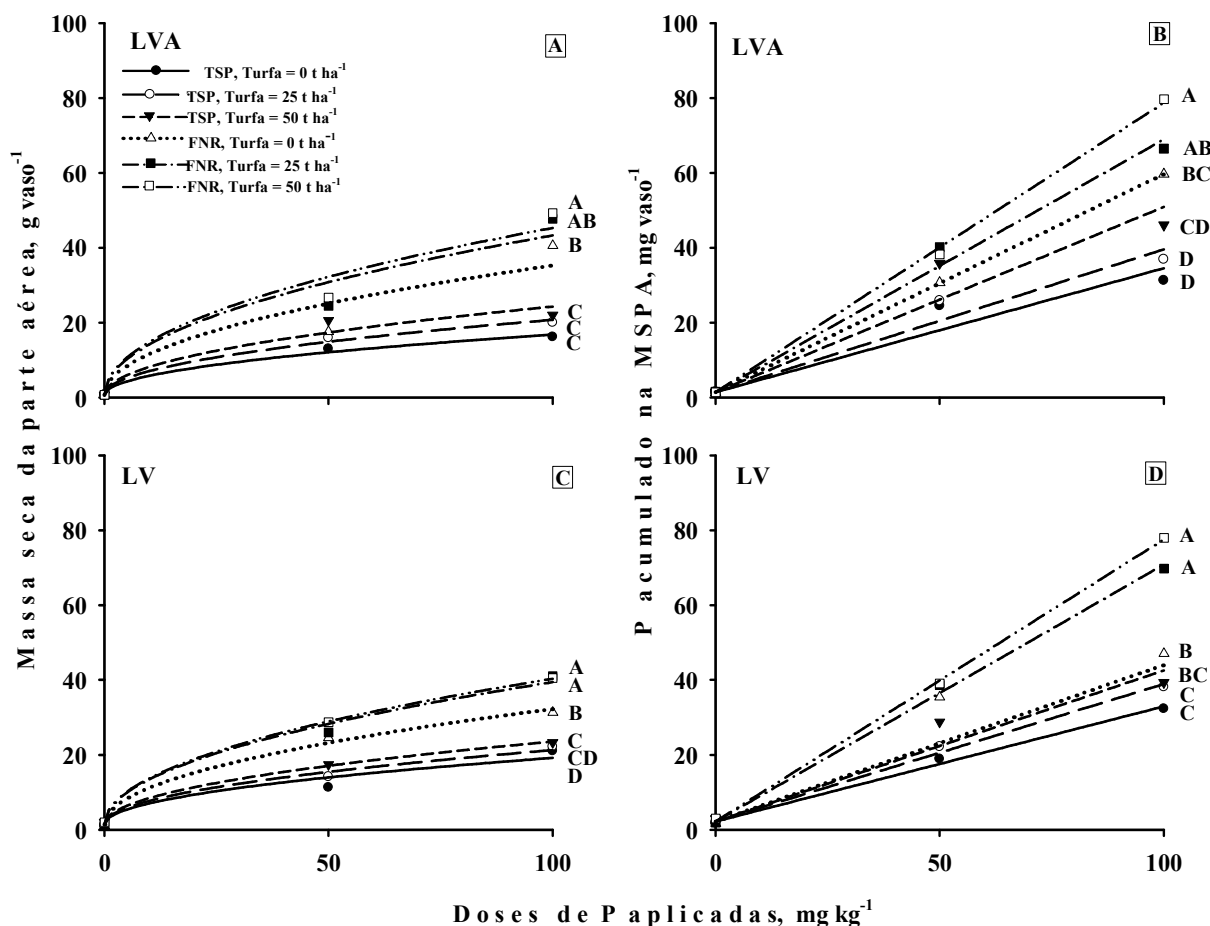 Massa seca da parte aérea, g vaso⁻¹
100
80
60
40
20
0
LVA
A
TSP, Turfa = 0 t ha⁻¹
TSP, Turfa = 25 t ha⁻¹
TSP, Turfa = 50 t ha⁻¹
FNR, Turfa = 0 t ha⁻¹
FNR, Turfa = 25 t ha⁻¹
FNR, Turfa = 50 t ha⁻¹
A
AB
B
C
C
C
P acumulado na MSPA, mg vaso⁻¹
100
80
60
40
20
0
LVA
B
A
AB
BC
CD
D
D
100
80
60
40
20
0
LV
C
A
A
B
C
CD
D
0
50
100
100
80
60
40
20
0
LV
D
A
A
B
BC
C
C
0
50
100
Doses de P aplicadas, mg kg⁻¹